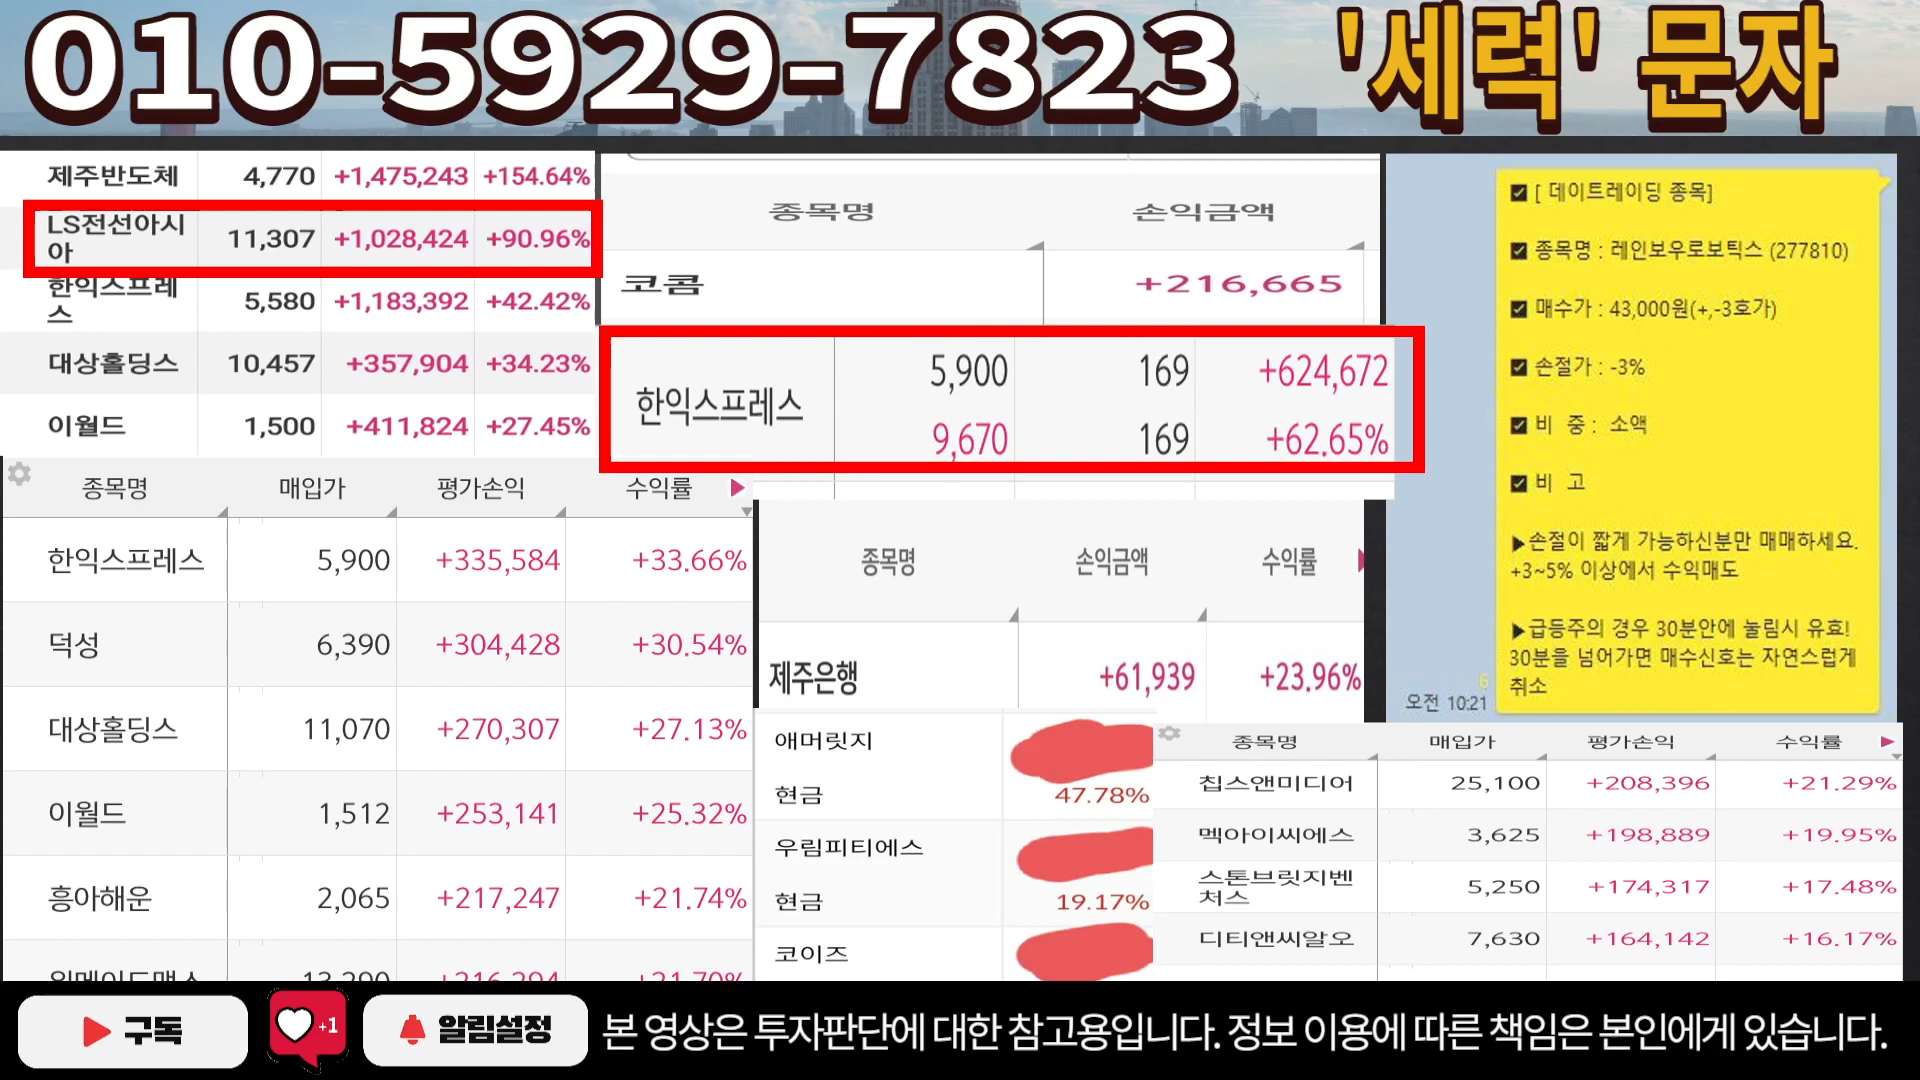 010-5929-7823 '세력' 문자
제주반도체 4,770 +1,475,243 +154.64%
LS전선아시아 11,307 +1,028,424 +90.96%
한익스프레스 5,580 +1,183,392 +42.42%
대상홀딩스 10,457 +357,904 +34.23%
이월드 1,500 +411,824 +27.45%
종목명 손익금액
코콤 +216,665
한익스프레스 5,900 169 +624,672
9,670 169 +62.65%
[ 데이트레이딩 종목]
종목명 : 레인보우로보틱스 (277810)
매수가 : 43,000원(+,-3호가)
손절가 : -3%
비 중 : 소액
비 고
▶손절이 짧게 가능하신분만 매매하세요.
+3~5% 이상에서 수익매도
▶급등주의 경우 30분안에 눌림시 유효!
30분을 넘어가면 매수신호는 자연스럽게
취소
6
오전 10:21
종목명 매입가 평가손익 수익률
한익스프레스 5,900 +335,584 +33.66%
덕성 6,390 +304,428 +30.54%
대상홀딩스 11,070 +270,307 +27.13%
이월드 1,512 +253,141 +25.32%
흥아해운 2,065 +217,247 +21.74%
위메이드맥스 13,290 +216,294 +21.70%
종목명 손익금액 수익률
제주은행 +61,939 +23.96%
애머릿지
현금 47.78%
우림피티에스
현금 19.17%
코이즈
종목명 매입가 평가손익 수익률
칩스앤미디어 25,100 +208,396 +21.29%
멕아이씨에스 3,625 +198,889 +19.95%
스톤브릿지벤처스 5,250 +174,317 +17.48%
디티앤씨알오 7,630 +164,142 +16.17%
구독 +1 알림설정 본 영상은 투자판단에 대한 참고용입니다. 정보 이용에 따른 책임은 본인에게 있습니다.